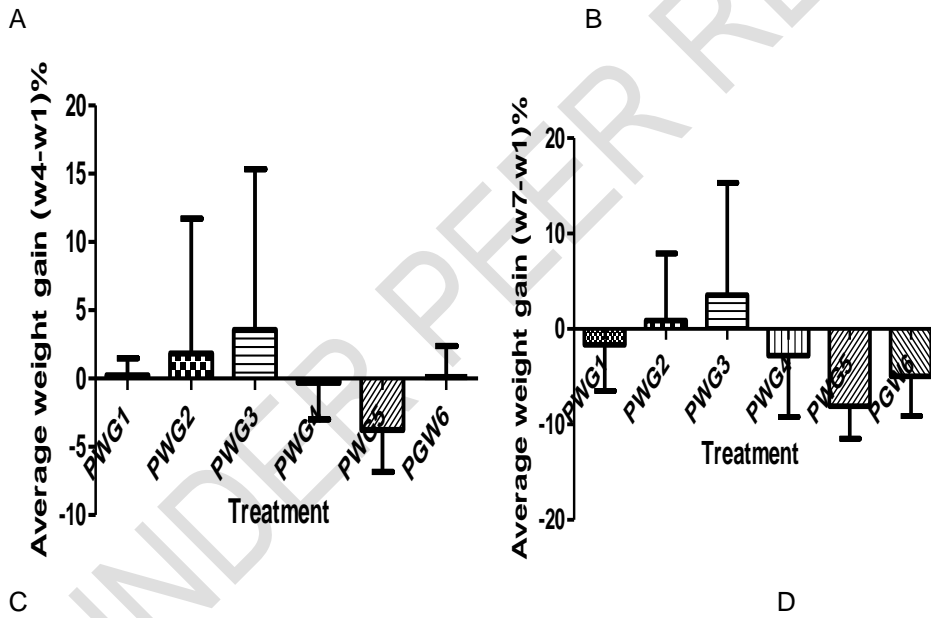 A
B
Average weight gain (w4-w1)%
20
15
10
5
0
-5
-10
PWG1
PWG2
PWG3
PWG4
PWG5
PGW6
Treatment
Average weight gain (w7-w1)%
20
10
0
-10
-20
PWG1
PWG2
PWG3
PWG4
PWG5
PGW6
Treatment
UNDER PEER RE
C
D